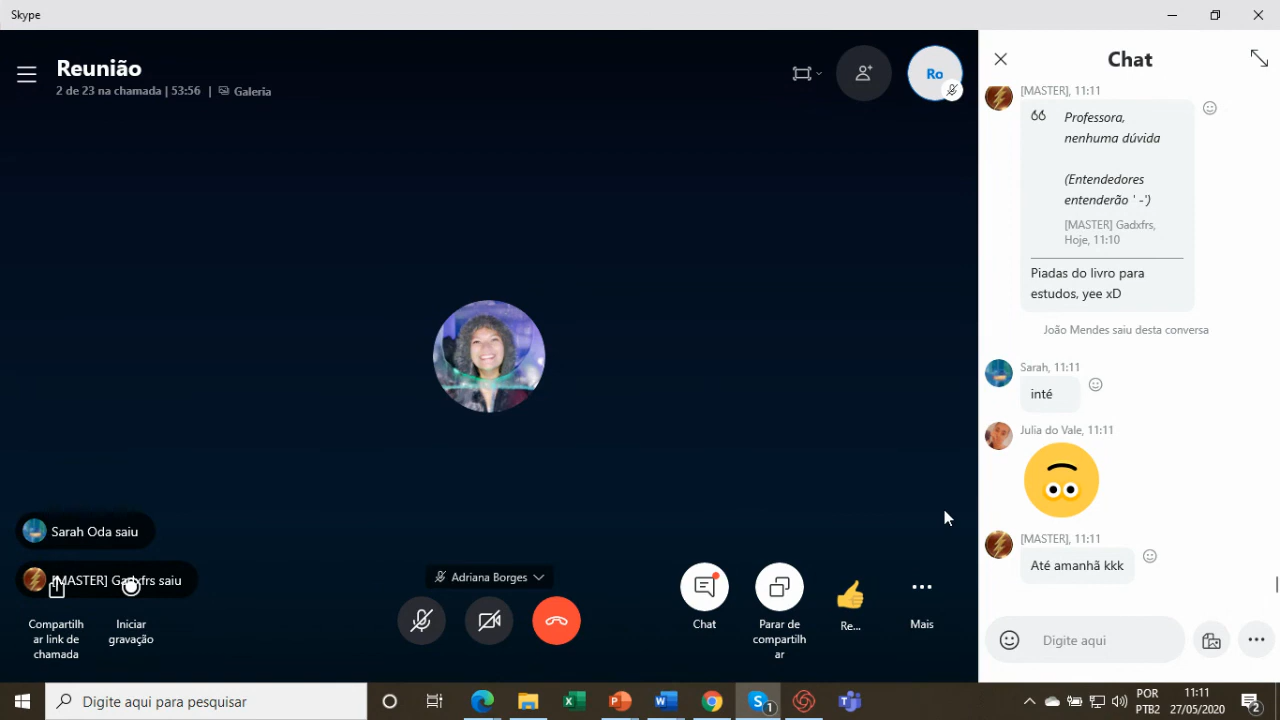 Skype
Reunião
2 de 23 na chamada | 53:56 | Galeria
Ro
Sarah Oda saiu
[MASTER] Gadxfrs saiu
Compartilh
ar link de
chamada
Iniciar
gravação
Adriana Borges
Chat
Parar de
compartilh
ar
Re...
Mais
Chat
[MASTER], 11:11
Professora,
nenhuma dúvida
(Entendedores
entenderão ' -')
[MASTER] Gadxfrs,
Hoje, 11:10
Piadas do livro para
estudos, yee xD
João Mendes saiu desta conversa
Sarah, 11:11
inté
Julia do Vale, 11:11
[MASTER], 11:11
Até amanhã kkk
Digite aqui
Digite aqui para pesquisar
1
POR
PTB2
11:11
27/05/2020
2